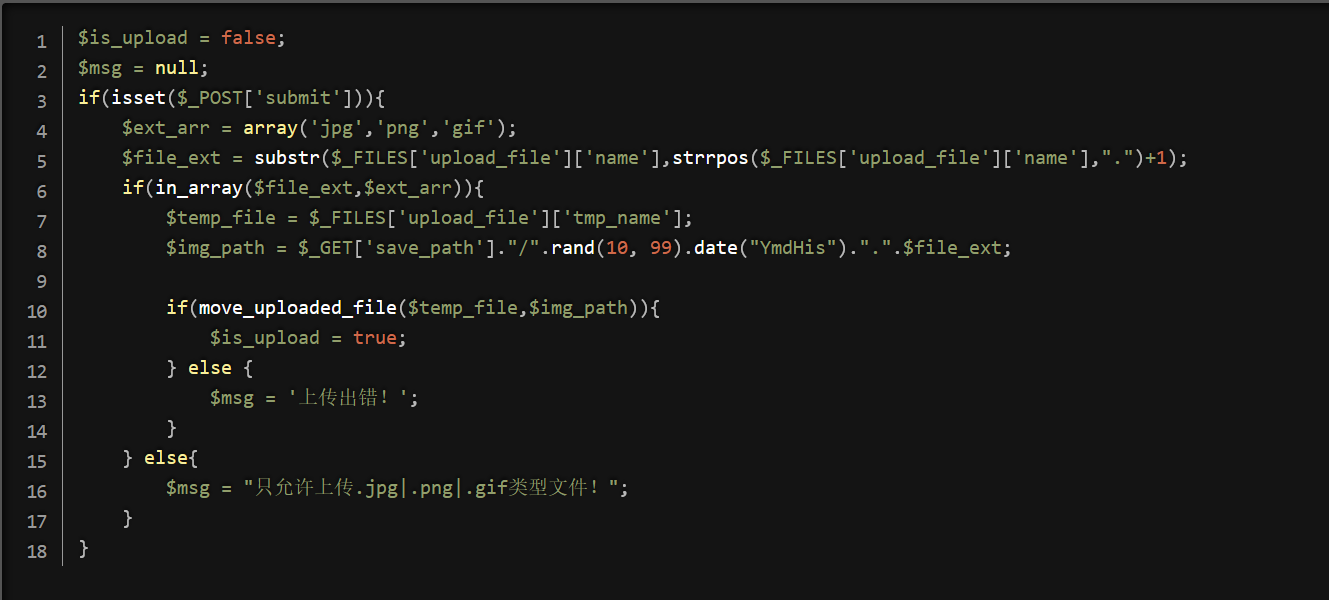 1 $is_upload = false;
2 $msg = null;
3 if(isset($_POST['submit'])){
4     $ext_arr = array('jpg','png','gif');
5     $file_ext = substr($_FILES['upload_file']['name'],strrpos($_FILES['upload_file']['name'],".")+1);
6     if(in_array($file_ext,$ext_arr)){
7         $temp_file = $_FILES['upload_file']['tmp_name'];
8         $img_path = $_GET['save_path']."/".rand(10, 99).date("YmdHis").".".$file_ext;
9
10         if(move_uploaded_file($temp_file,$img_path)){
11             $is_upload = true;
12         } else {
13             $msg = '上传出错！';
14         }
15     } else{
16         $msg = "只允许上传.jpg|.png|.gif类型文件！";
17     }
18 }